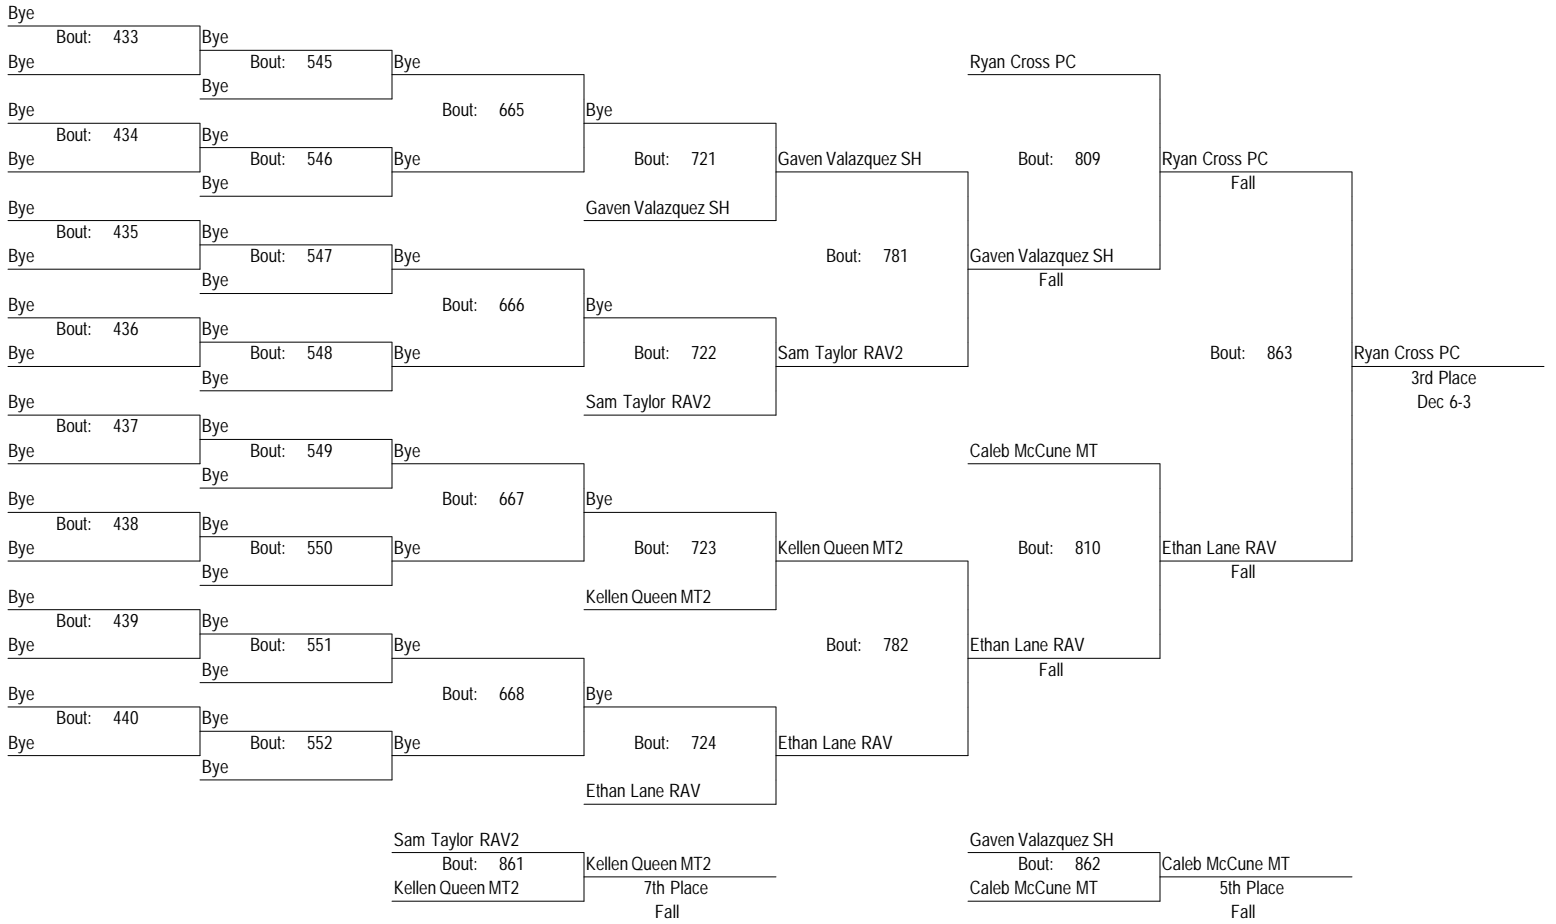 Bye
Bout: 433
Bye
Bye
Bout: 545
Bye
Bye
Bout: 434
Bye
Bye
Bout: 546
Bye
Bye
Bout: 435
Bye
Bye
Bout: 547
Bye
Bye
Bout: 436
Bye
Bye
Bout: 548
Bye
Bye
Bout: 437
Bye
Bye
Bout: 549
Bye
Bye
Bout: 438
Bye
Bye
Bout: 550
Bye
Bye
Bout: 439
Bye
Bye
Bout: 551
Bye
Bye
Bout: 440
Bye
Bye
Bout: 552
Bye
Bye
Bout: 665
Bye
Bye
Bout: 721
Gaven Valazquez SH
Bye
Bout: 666
Bye
Bye
Bout: 722
Sam Taylor RAV2
Bye
Bout: 667
Bye
Bye
Bout: 723
Kellen Queen MT2
Bye
Bout: 668
Bye
Bye
Bout: 724
Ethan Lane RAV
Gaven Valazquez SH
Bout: 781
Sam Taylor RAV2
Kellen Queen MT2
Bout: 782
Ethan Lane RAV
Ryan Cross PC
Bout: 809
Gaven Valazquez SH
Fall
Caleb McCune MT
Bout: 810
Ethan Lane RAV
Fall
Ryan Cross PC
Fall
Bout: 863
Ethan Lane RAV
Fall
Ryan Cross PC
3rd Place
Dec 6-3
Sam Taylor RAV2
Bout: 861
Kellen Queen MT2
Kellen Queen MT2
7th Place
Fall
Gaven Valazquez SH
Bout: 862
Caleb McCune MT
Caleb McCune MT
5th Place
Fall